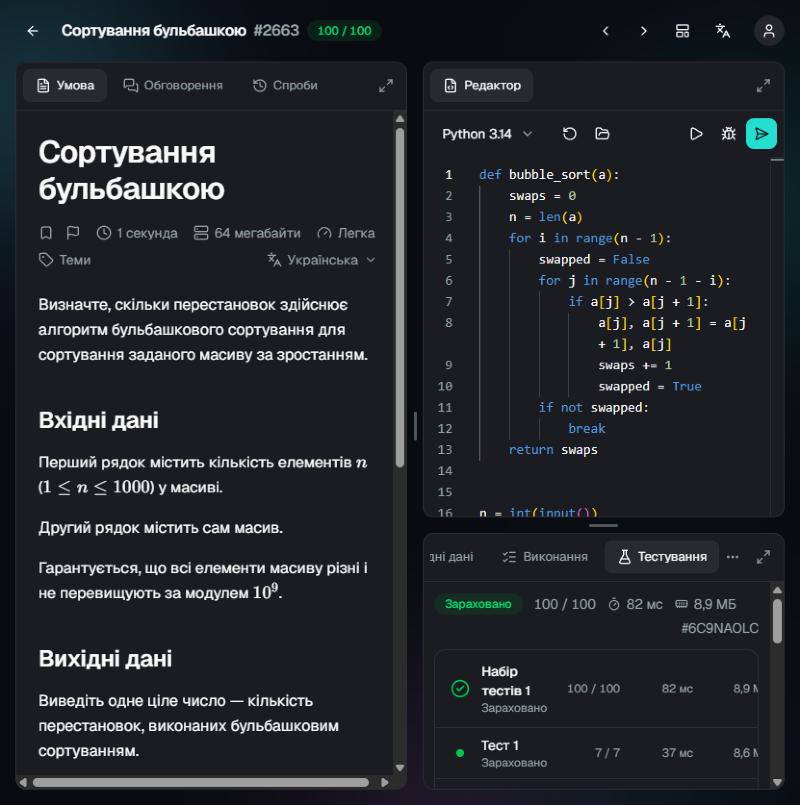 Сортування бульбашкою #2663 100 / 100
Умова Обговорення Спроби
Сортування
бульбашкою
1 секунда 64 мегабайти Легка
Теми Українська
Визначте, скільки перестановок здійснює
алгоритм бульбашкового сортування для
сортування заданого масиву за зростанням.
Вхідні дані
Перший рядок містить кількість елементів n
(1 ≤ n ≤ 1000) у масиві.
Другий рядок містить сам масив.
Гарантується, що всі елементи масиву різні і
не перевищують за модулем 10⁹.
Вихідні дані
Виведіть одне ціле число — кількість
перестановок, виконаних бульбашковим
сортуванням.
Редактор
Python 3.14
1 def bubble_sort(a):
2 swaps = 0
3 n = len(a)
4 for i in range(n - 1):
5 swapped = False
6 for j in range(n - 1 - i):
7 if a[j] > a[j + 1]:
8 a[j], a[j + 1] = a[j
+ 1], a[j]
9 swaps += 1
10 swapped = True
11 if not swapped:
12 break
13 return swaps
14
15
16 n = int(input())
дні дані Виконання Тестування
Зараховано 100 / 100 82 мс 8,9 МБ
#6C9NA0LC
Набір
тестів 1 100 / 100 82 мс 8,9 М
Зараховано
Тест 1 7 / 7 37 мс 8,6 М
Зараховано